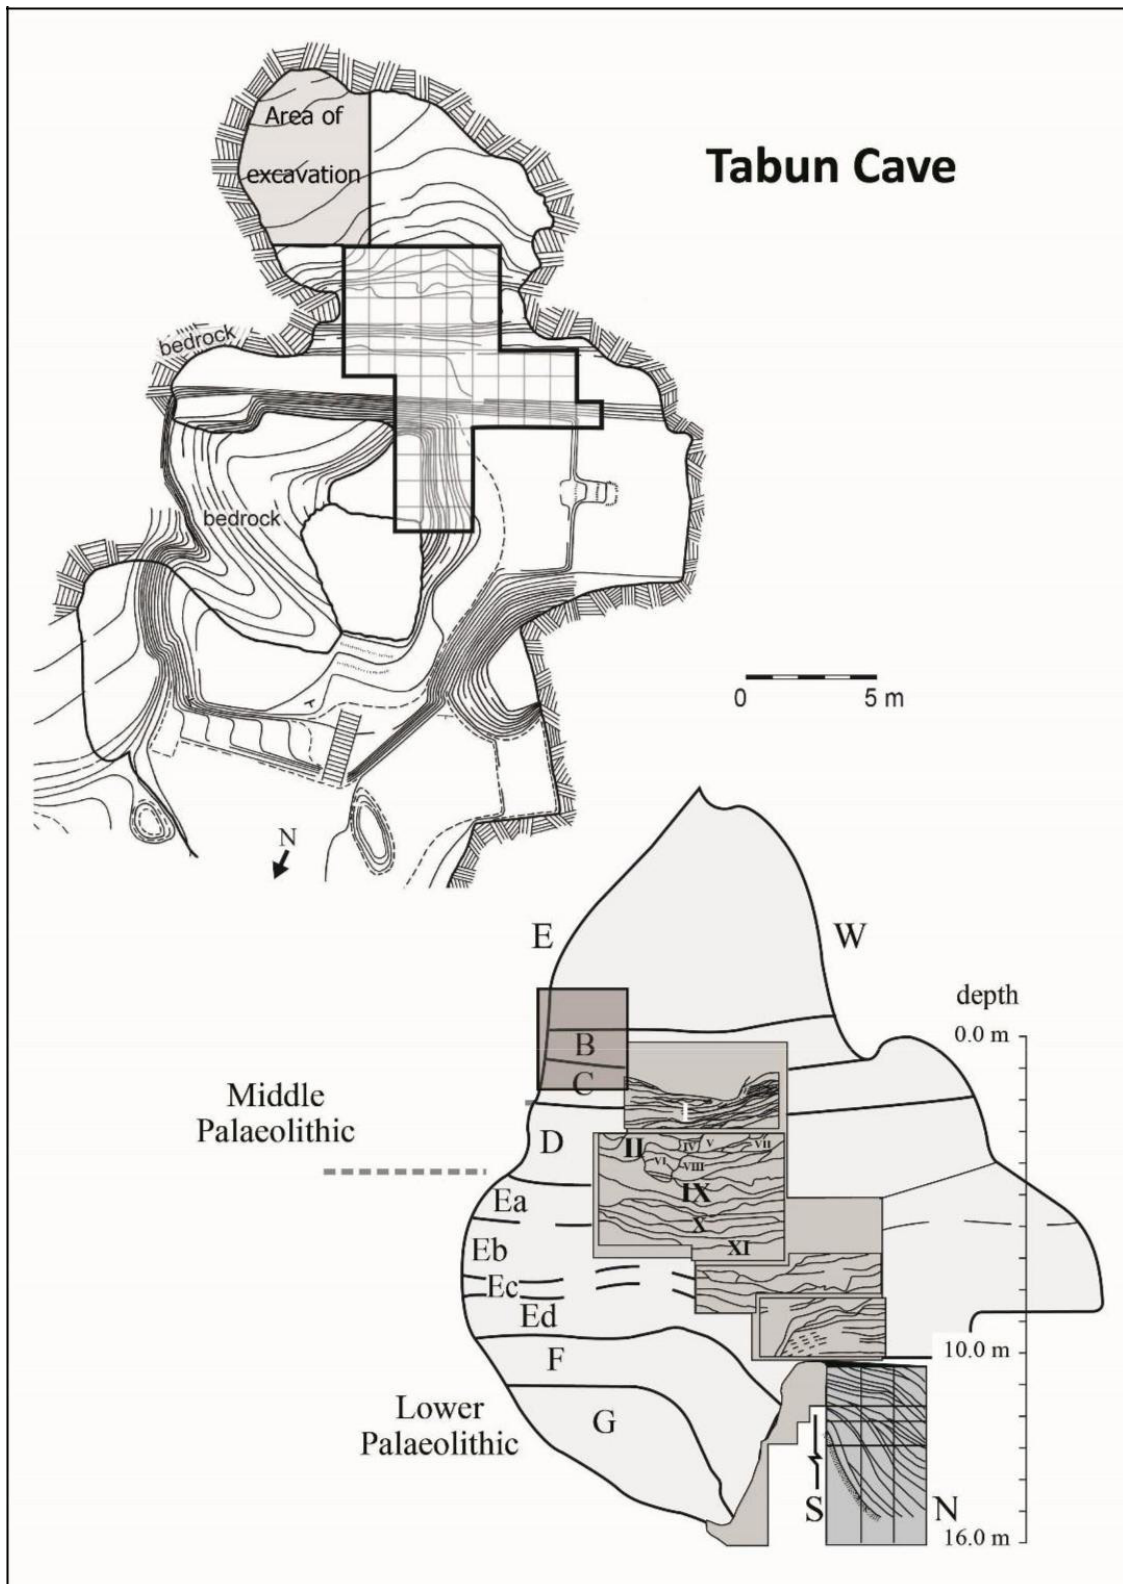 Area of
excavation
Tabun Cave
bedrock
bedrock
0 5 m
N
E
W
depth
0.0 m
B
C
Middle
Palaeolithic
I
D
II
IV
V
VII
VI
VIII
IX
Ea
X
XI
Eb
Ec
Ed
10.0 m
F
Lower
Palaeolithic
G
S
N
16.0 m